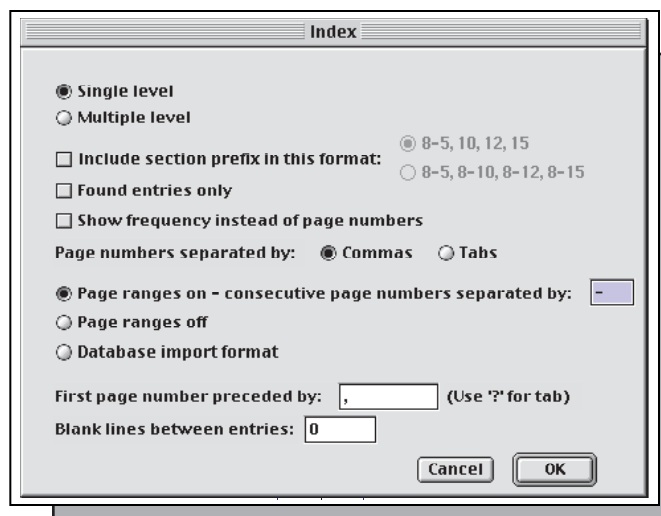 Index
Single level
Multiple level
Include section prefix in this format:
8-5, 10, 12, 15
8-5, 8-10, 8-12, 8-15
Found entries only
Show frequency instead of page numbers
Page numbers separated by: Commas Tabs
Page ranges on - consecutive page numbers separated by: -
Page ranges off
Database import format
First page number preceded by: , (Use '?' for tab)
Blank lines between entries: 0
Cancel OK